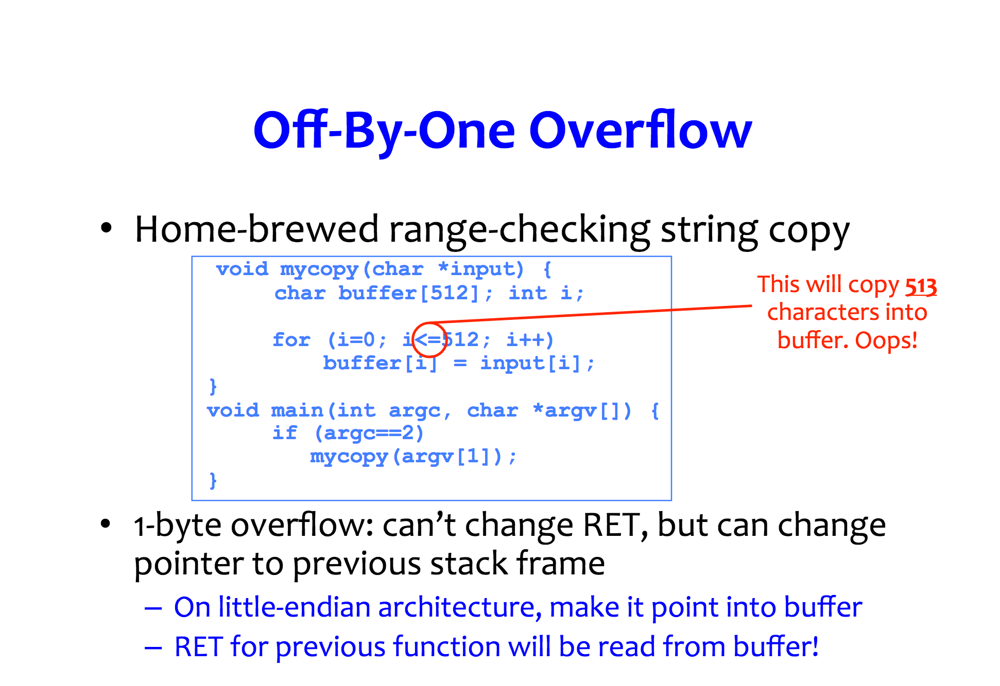 Off-By-One Overflow
• Home-brewed range-checking string copy
void mycopy(char *input) {
char buffer[512]; int i;
for (i=0; i<=512; i++)
buffer[i] = input[i];
}
void main(int argc, char *argv[]) {
if (argc==2)
mycopy(argv[1]);
}
This will copy 513
characters into
buffer. Oops!
• 1-byte overflow: can’t change RET, but can change
pointer to previous stack frame
– On little-endian architecture, make it point into buffer
– RET for previous function will be read from buffer!